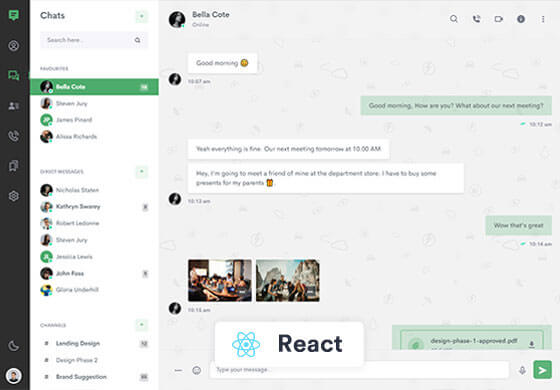 Chats
Search here..
FAVOURITES
Bella Cote 18
Steven Jury
JP James Pinard
Alissa Richards
DIRECT MESSAGES
Nicholas Staten
Kathryn Swarey
Robert Ledonne
Steven Jury
JL Jessica Lewis
John Foss
Gloria Underhill
CHANNELS
# Landing Design 12
# Design Phase 2
# Brand Suggestion
Bella Cote
Online
Good morning
10:07 am
Good morning, How are you? What about our next meeting?
10:12 am
Yeah everything is fine. Our next meeting tomorrow at 10.00 AM
Hey, I'm going to meet a friend of mine at the department store. I have to buy some
presents for my parents
10:13 am
Wow that's great
10:14 am
10:15 am
design-phase-1-approved.pdf
React
Type your message...